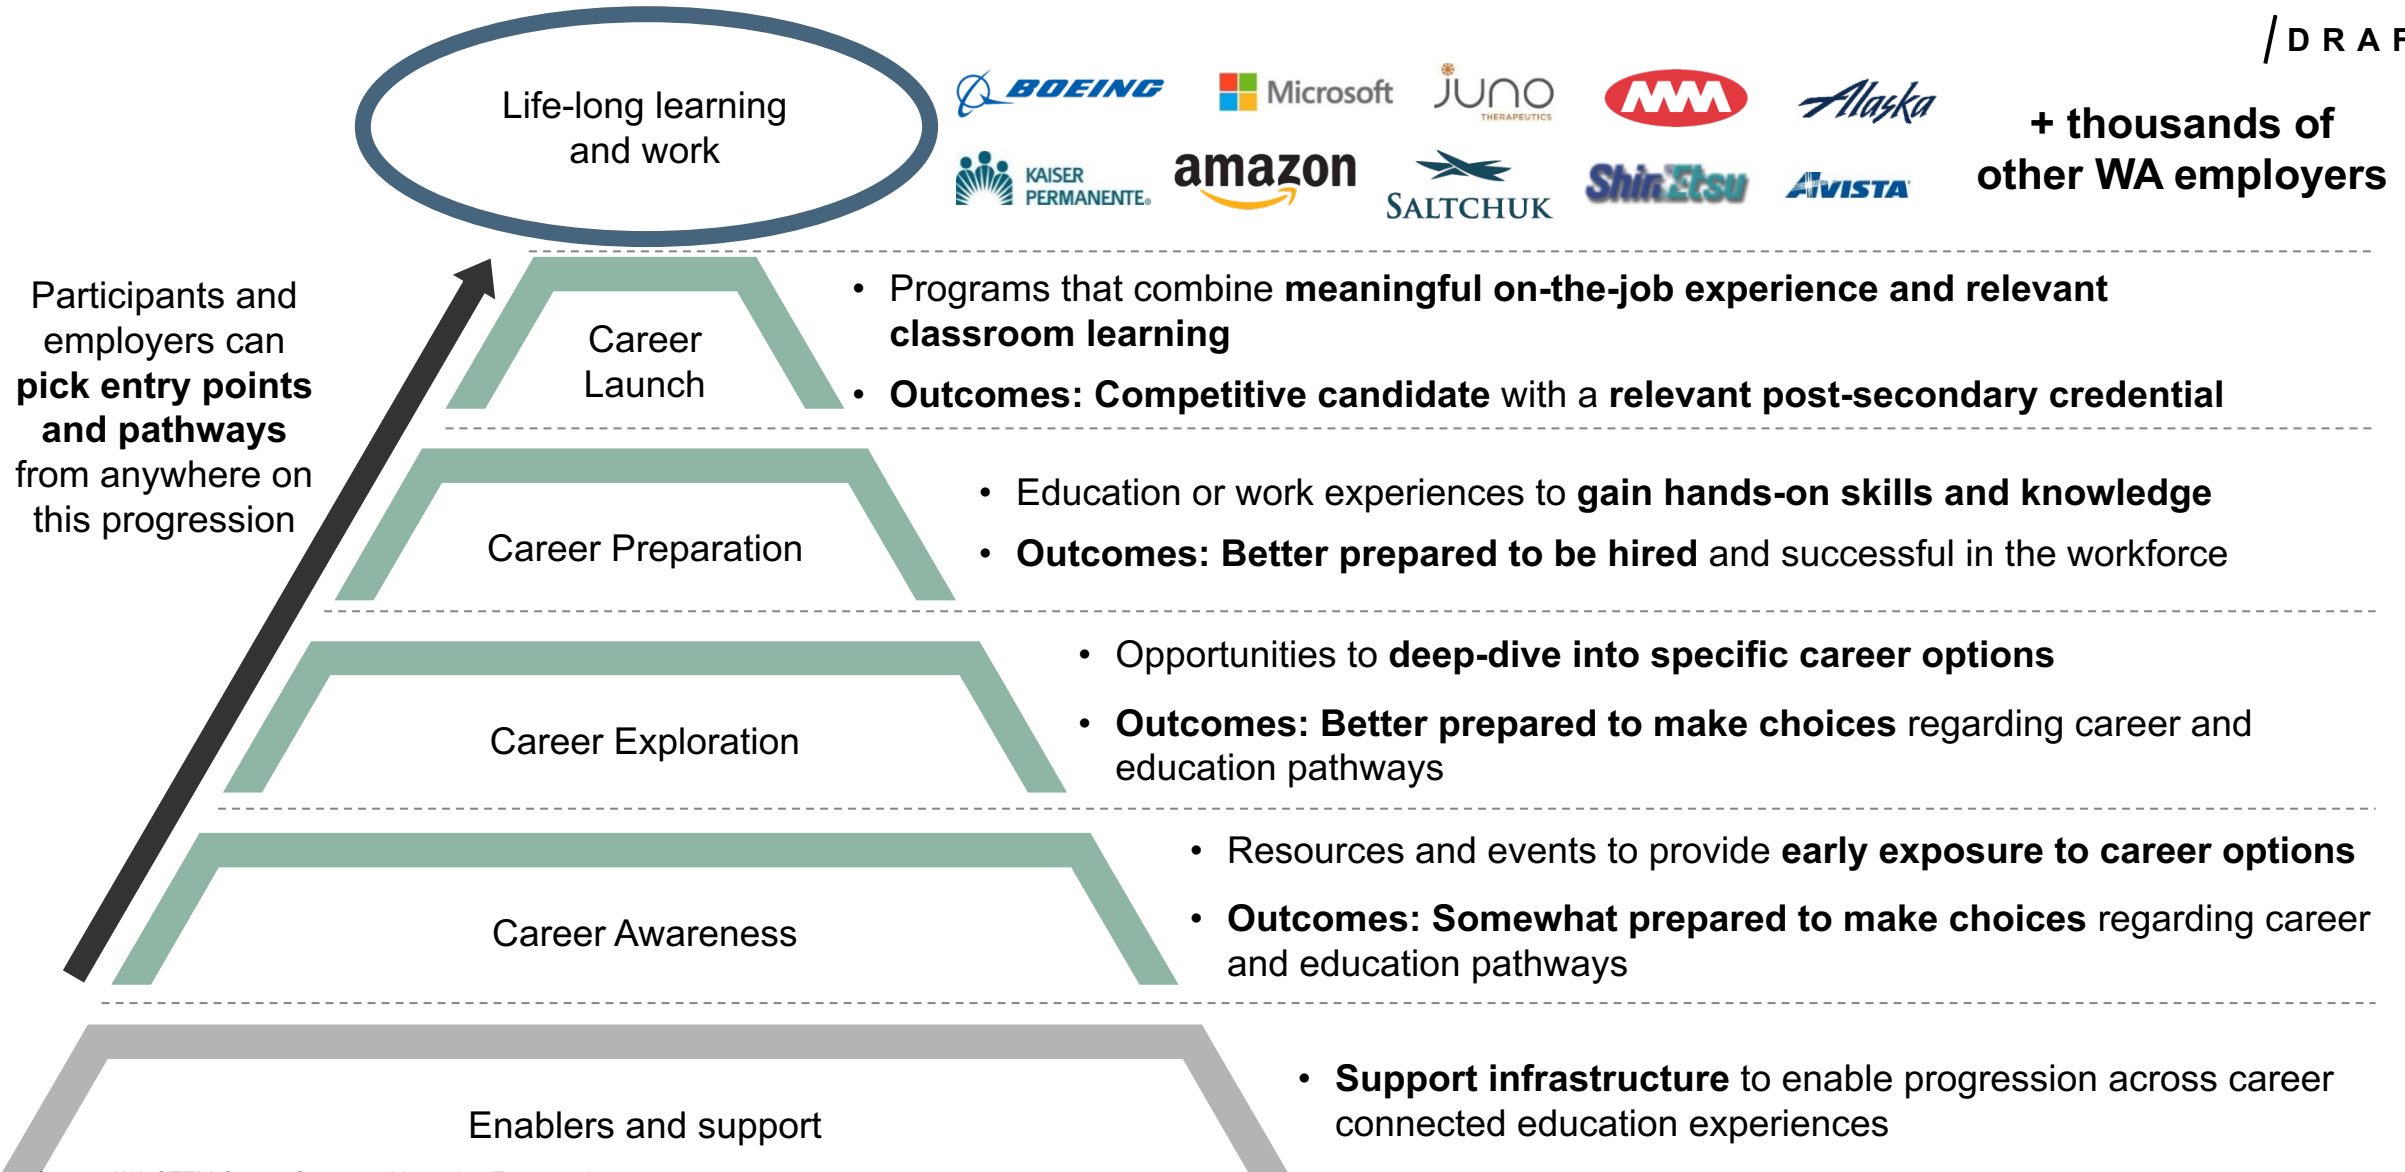 /DRAF
Life-long learning
and work
BOEING
Microsoft
juno
THERAPEUTICS
Alaska
KAISER
PERMANENTE®
amazon
SALTCHUK
ShinEtsu
AVISTA
+ thousands of
other WA employers
Participants and
employers can
pick entry points
and pathways
from anywhere on
this progression
Career
Launch
• Programs that combine meaningful on-the-job experience and relevant
classroom learning
• Outcomes: Competitive candidate with a relevant post-secondary credential
Career Preparation
• Education or work experiences to gain hands-on skills and knowledge
• Outcomes: Better prepared to be hired and successful in the workforce
Career Exploration
• Opportunities to deep-dive into specific career options
• Outcomes: Better prepared to make choices regarding career and
education pathways
Career Awareness
• Resources and events to provide early exposure to career options
• Outcomes: Somewhat prepared to make choices regarding career
and education pathways
Enablers and support
• Support infrastructure to enable progression across career
connected education experiences